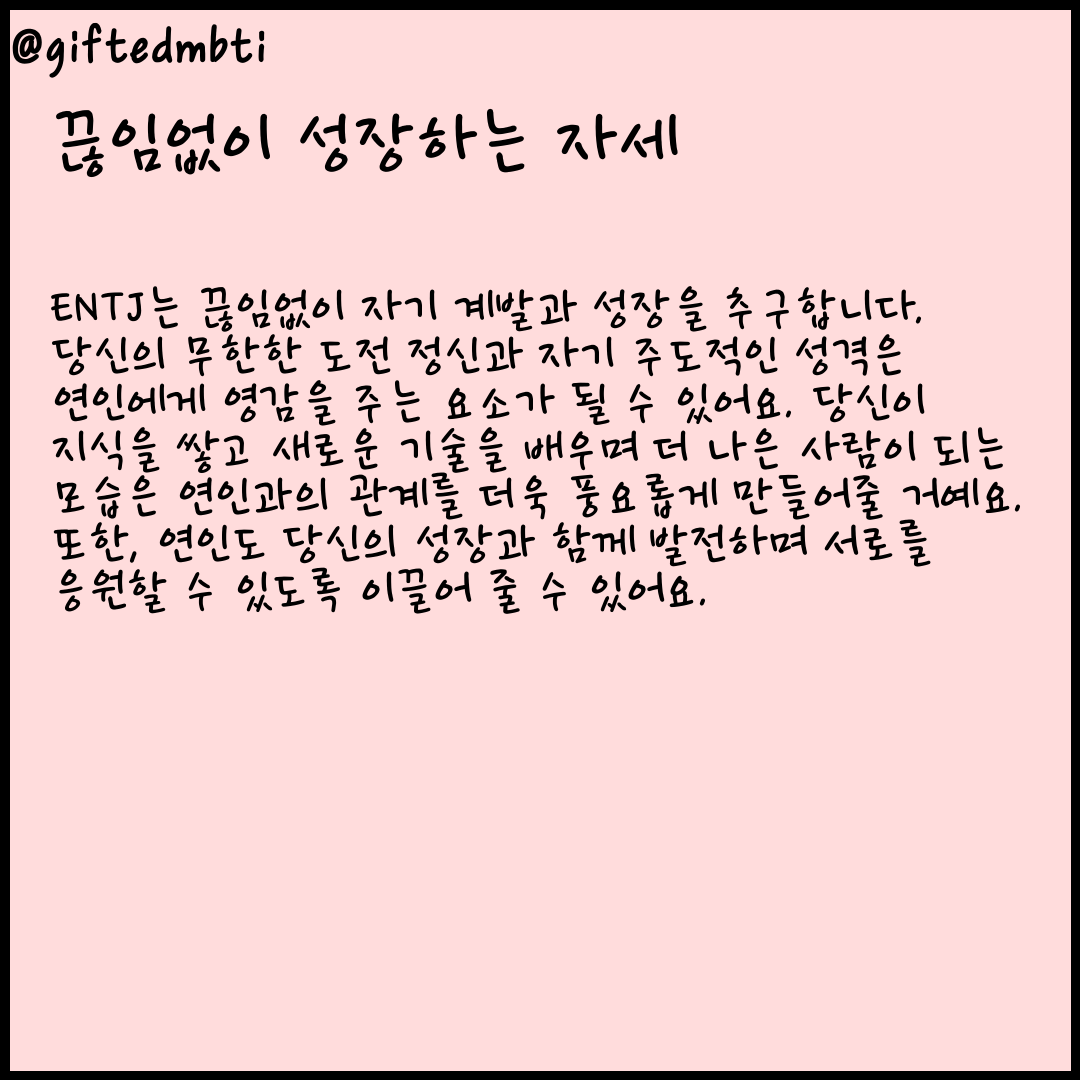 @giftedmbti
끊임없이 성장하는 자세
ENTJ는 끊임없이 자기 계발과 성장을 추구합니다.
당신의 무한한 도전 정신과 자기 주도적인 성격은
연인에게 영감을 주는 요소가 될 수 있어요. 당신이
지식을 쌓고 새로운 기술을 배우며 더 나은 사람이 되는
모습은 연인과의 관계를 더욱 풍요롭게 만들어줄 거예요.
또한, 연인도 당신의 성장과 함께 발전하며 서로를
응원할 수 있도록 이끌어 줄 수 있어요.